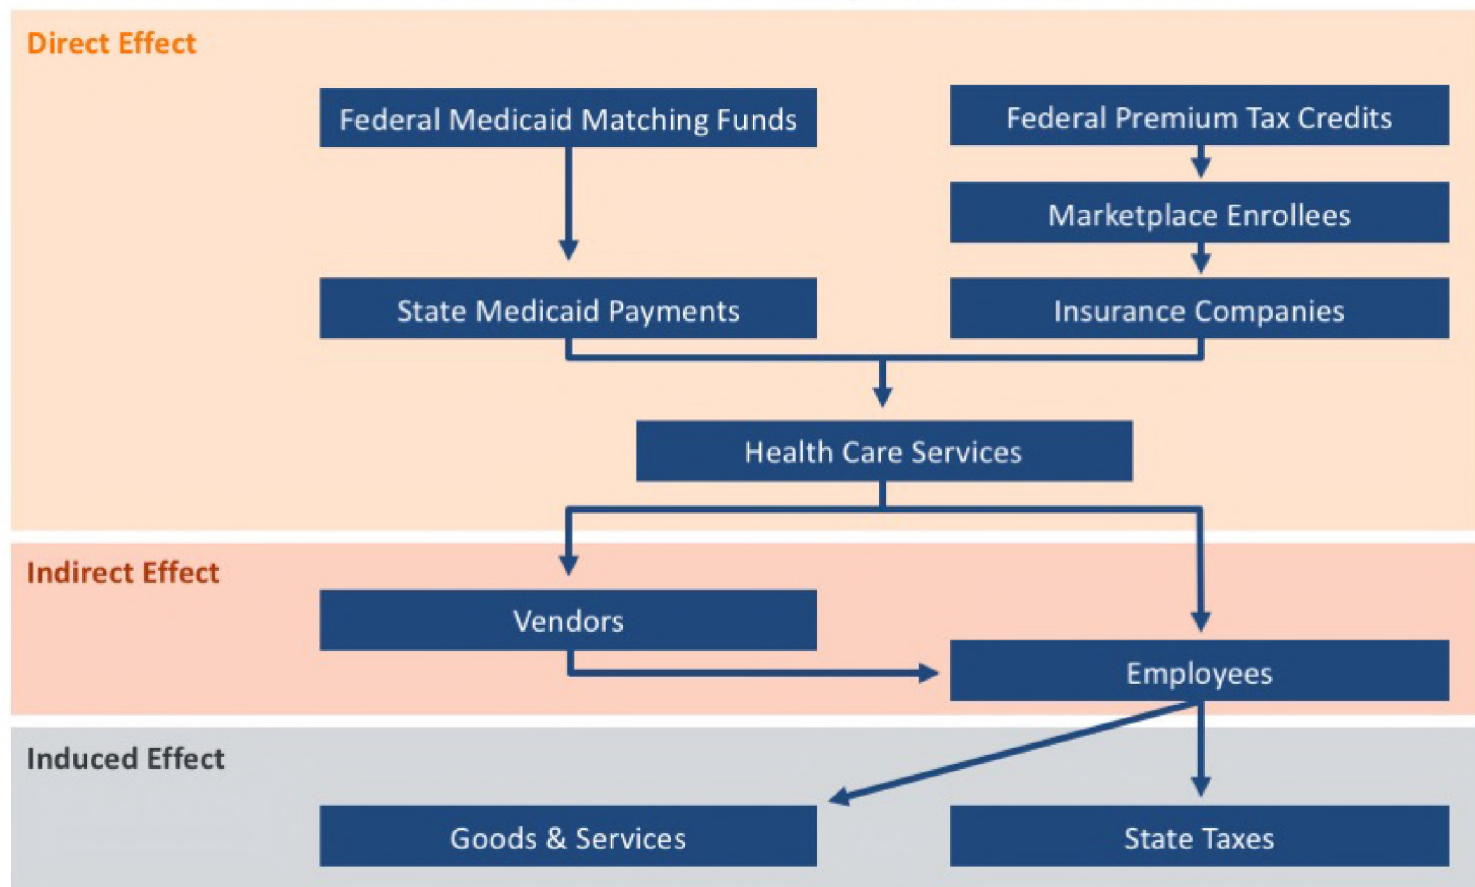 Direct Effect
Federal Medicaid Matching Funds
Federal Premium Tax Credits
Marketplace Enrollees
State Medicaid Payments
Insurance Companies
Health Care Services
Indirect Effect
Vendors
Employees
Induced Effect
Goods & Services
State Taxes